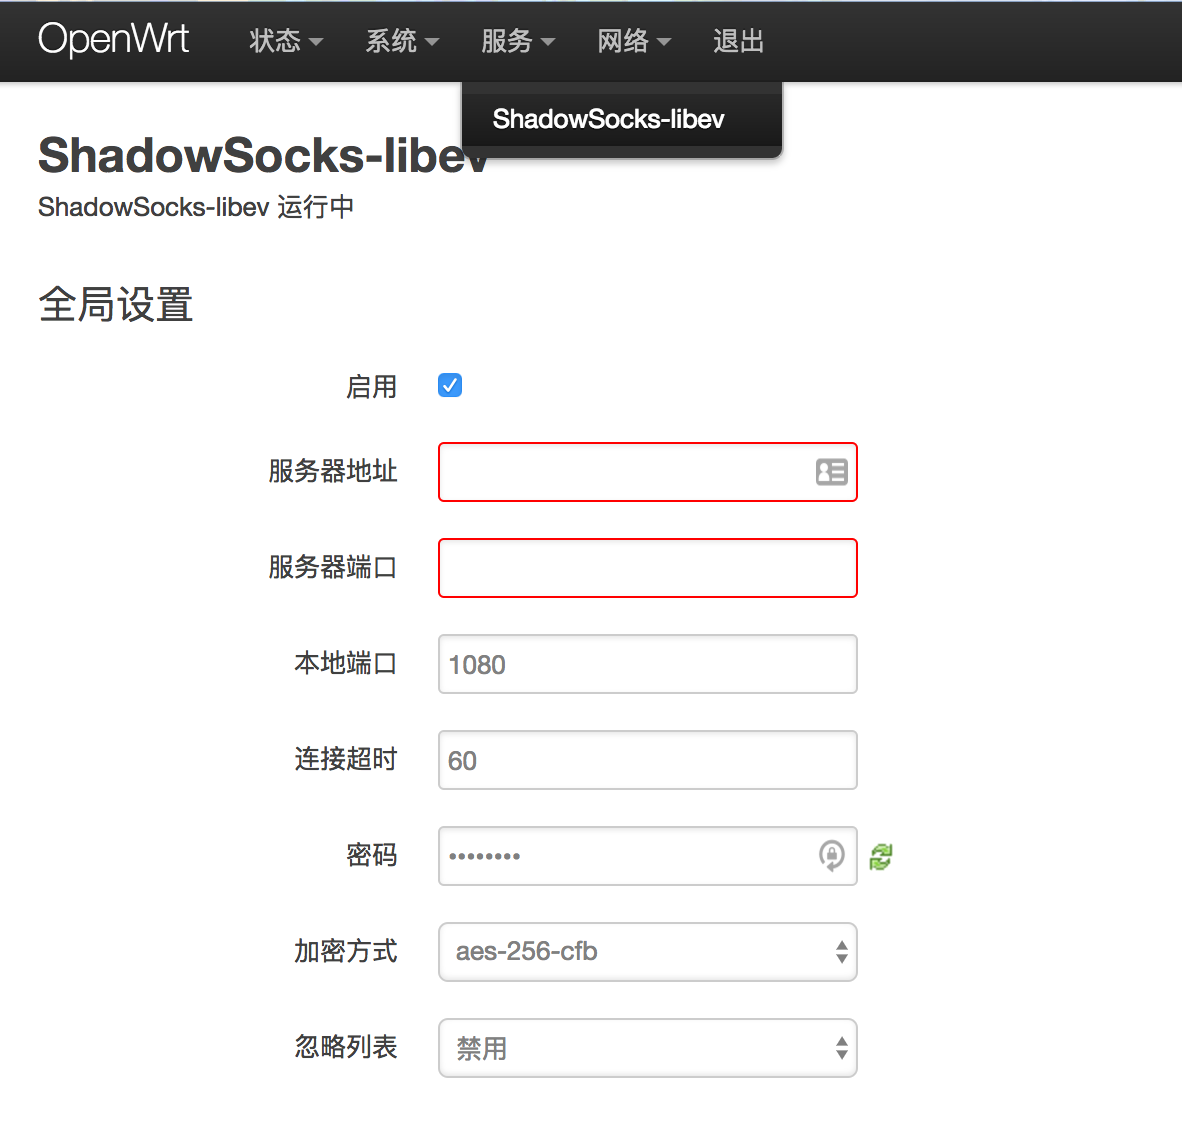 OpenWrt 状态 系统 服务 网络 退出
ShadowSocks-libev
ShadowSocks-libev
ShadowSocks-libev 运行中
全局设置
启用
服务器地址
服务器端口
本地端口 1080
连接超时 60
密码 ••••••••
加密方式 aes-256-cfb
忽略列表 禁用